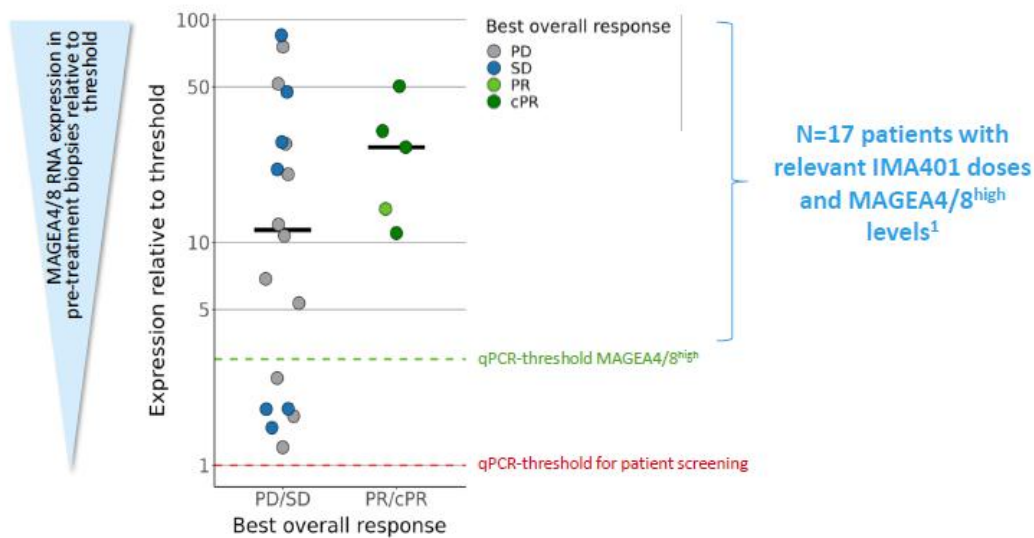 MAGEA4/8 RNA expression in
pre-treatment biopsies relative to
threshold
Expression relative to threshold
100
50
10
5
1
PD/SD
PR/cPR
Best overall response
Best overall response
PD
SD
PR
cPR
qPCR-threshold MAGEA4/8high
qPCR-threshold for patient screening
N=17 patients with
relevant IMA401 doses
and MAGEA4/8high
levels1